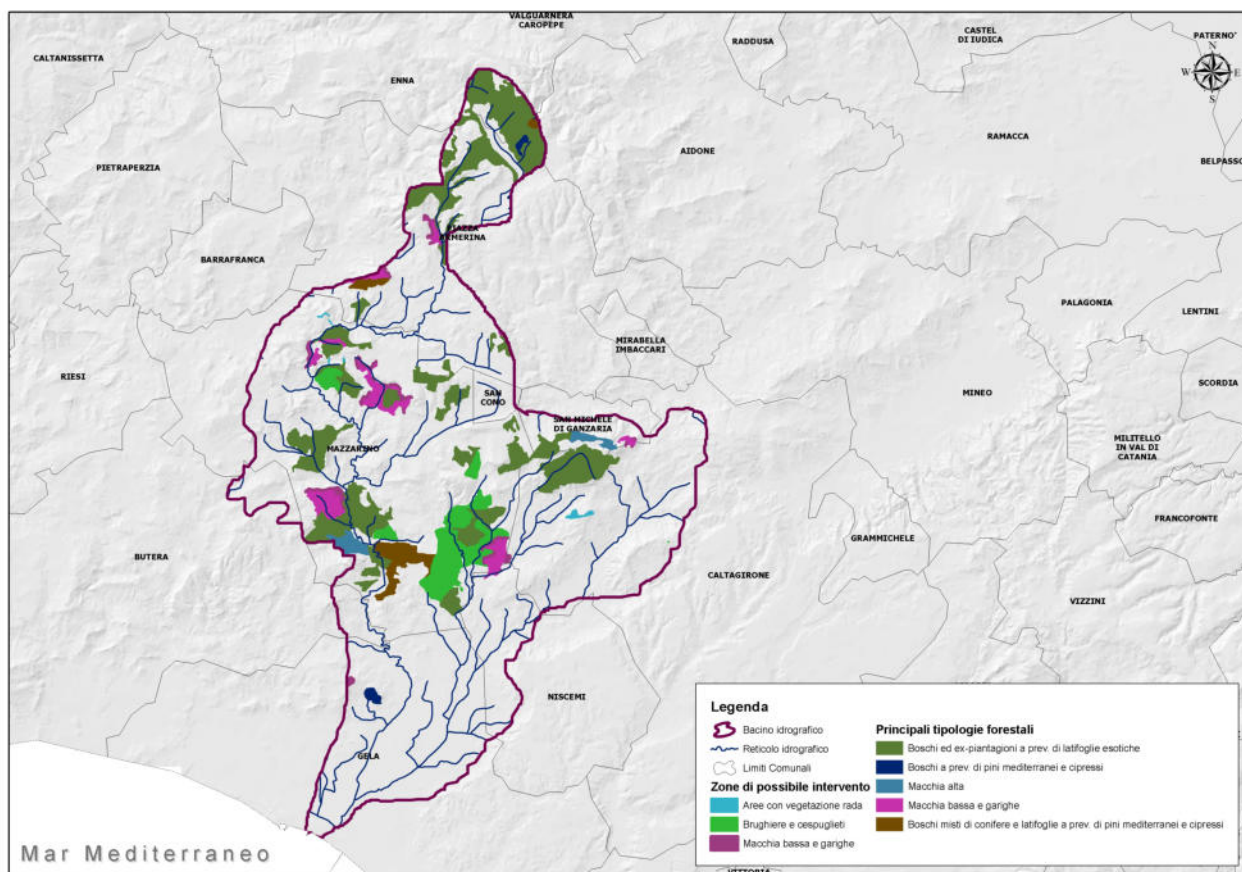 VALGUARNERA
CAROPEPE
RADDUSA
CASTEL
DI IUDICA
PATERNO'
N
W E
S
CALTANISSETTA
ENNA
RAMACCA
AIDONE
PIETRAPERZIA
BELPASSO
PIAZZA
ARMERINA
BARRAFRANCA
PALAGONIA
LENTINI
MIRABELLA
IMBACCARI
RIESI
MINEO
SCORDIA
SAN
CONO
SAN MICHELE
DI GANZARIA
MAZZARINO
MILITELLO
IN VAL DI
CATANIA
FRANCOFONTE
GRAMMICHELE
BUTERA
CALTAGIRONE
VIZZINI
NISCEMI
GELA
Mar Mediterraneo
VITTORIA
Legenda
Bacino idrografico
Reticolo idrografico
Limiti Comunali
Zone di possibile intervento
Aree con vegetazione rada
Brughiere e cespuglieti
Macchia bassa e garighe
Principali tipologie forestali
Boschi ed ex-piantagioni a prev. di latifoglie esotiche
Boschi a prev. di pini mediterranei e cipressi
Macchia alta
Macchia bassa e garighe
Boschi misti di conifere e latifoglie a prev. di pini mediterranei e cipressi